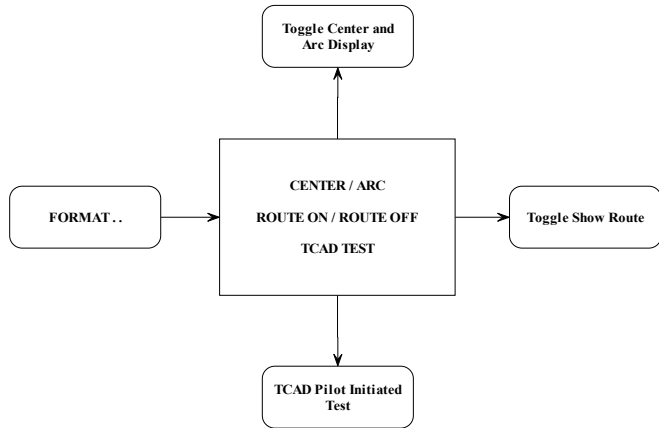 Toggle Center and
Arc Display
CENTER / ARC
FORMAT . .
ROUTE ON / ROUTE OFF
Toggle Show Route
TCAD TEST
TCAD Pilot Initiated
Test